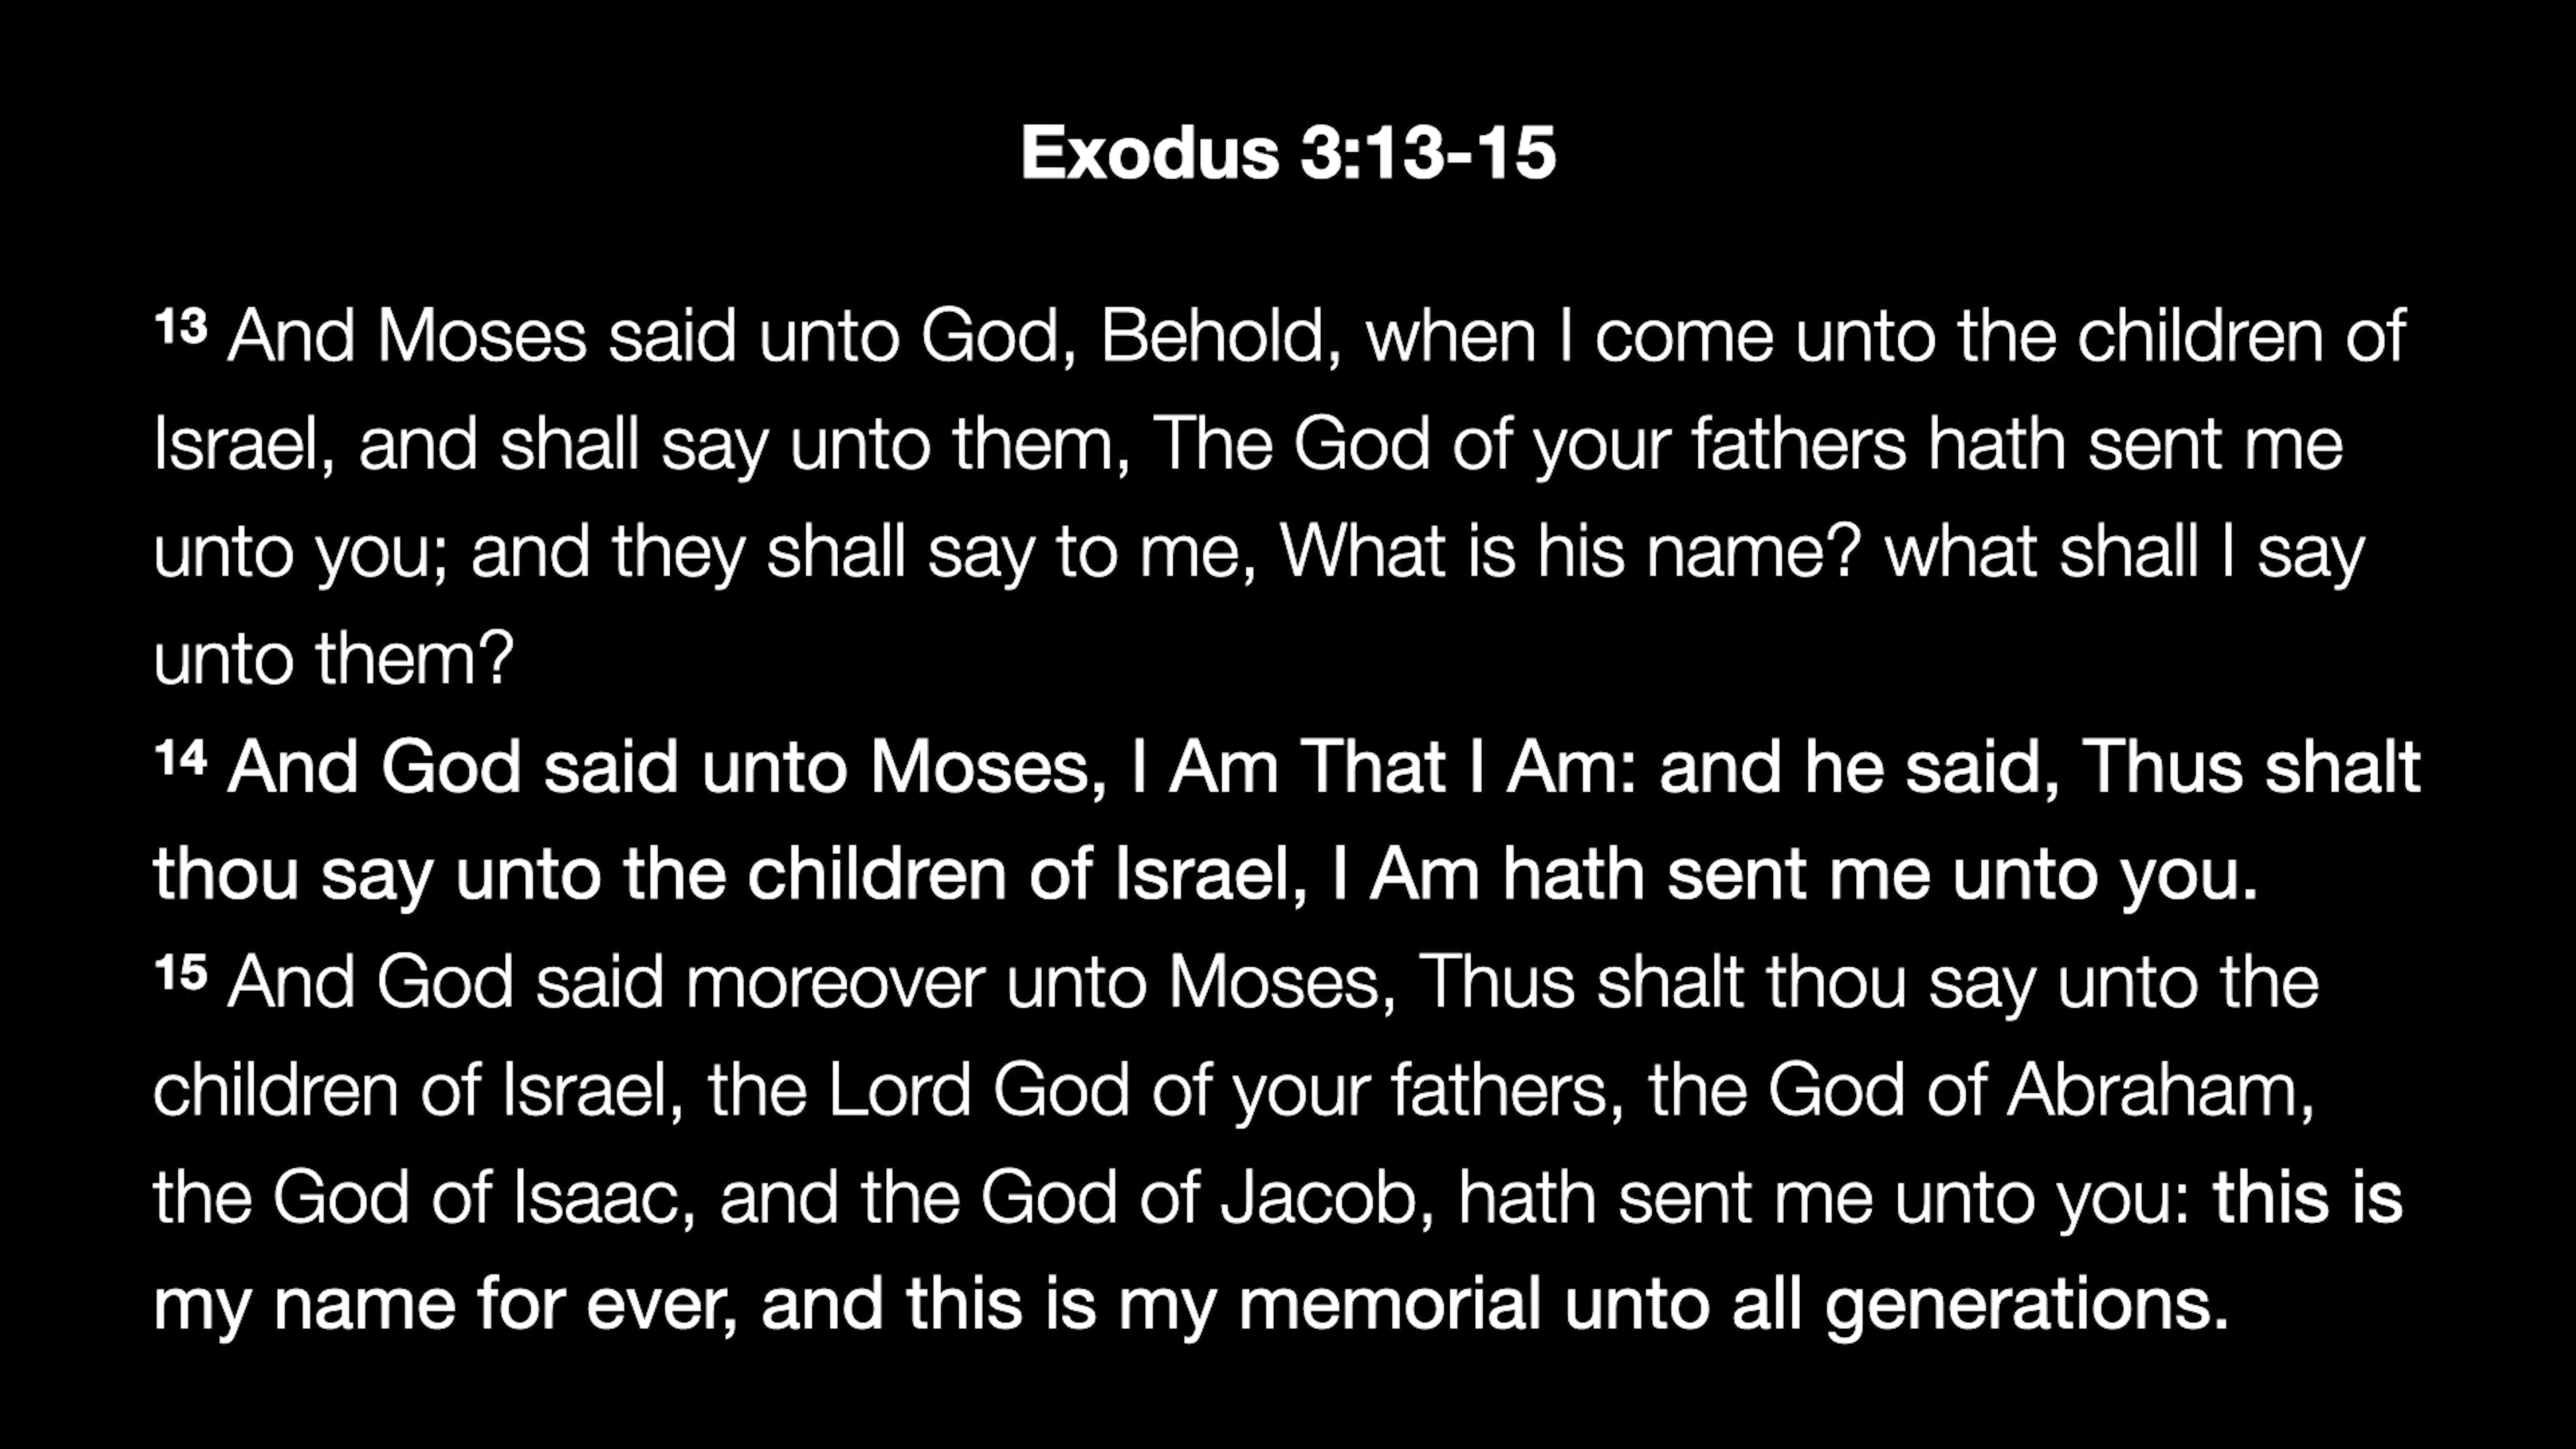 Exodus 3:13-15
13 And Moses said unto God, Behold, when I come unto the children of
Israel, and shall say unto them, The God of your fathers hath sent me
unto you; and they shall say to me, What is his name? what shall I say
unto them?
14 And God said unto Moses, I Am That I Am: and he said, Thus shalt
thou say unto the children of Israel, I Am hath sent me unto you.
15 And God said moreover unto Moses, Thus shalt thou say unto the
children of Israel, the Lord God of your fathers, the God of Abraham,
the God of Isaac, and the God of Jacob, hath sent me unto you: this is
my name for ever, and this is my memorial unto all generations.